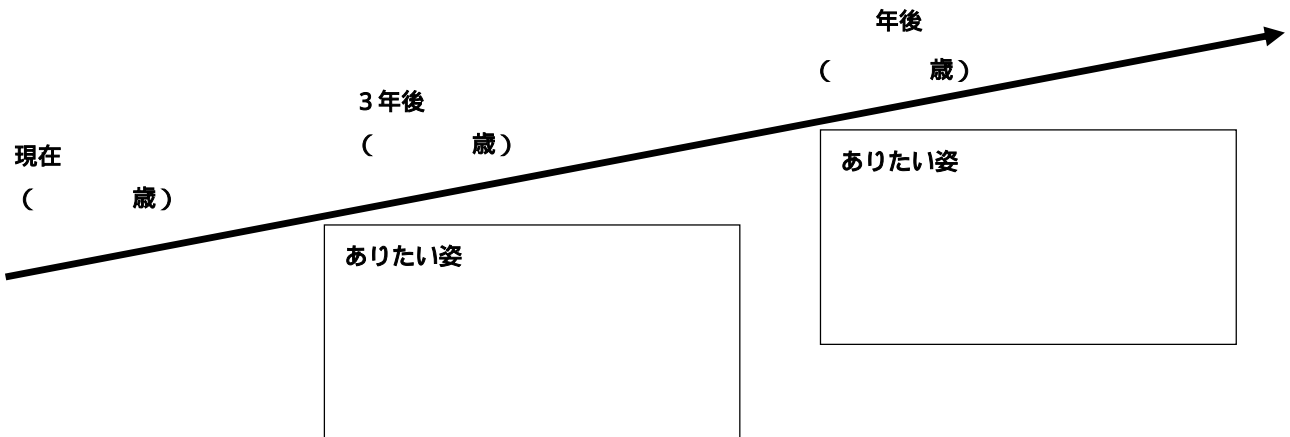 現在
（　　　歳）
３年後
（　　　歳）
ありたい姿
年後
（　　　歳）
ありたい姿